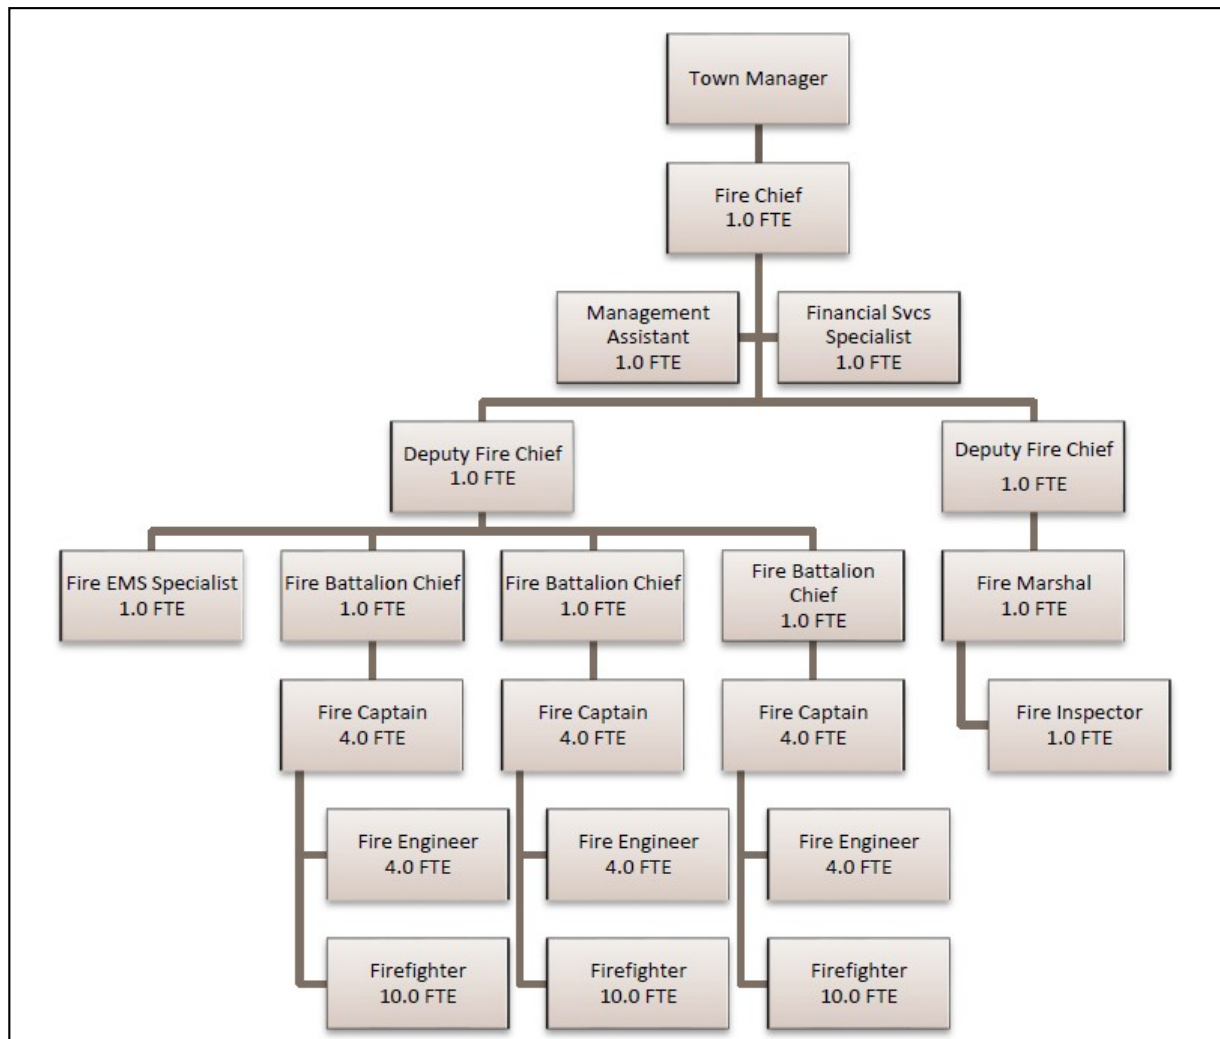 Town Manager
Fire Chief
1.0 FTE
Management
Assistant
1.0 FTE
Financial Svcs
Specialist
1.0 FTE
Deputy Fire Chief
1.0 FTE
Deputy Fire Chief
1.0 FTE
Fire EMS Specialist
1.0 FTE
Fire Battalion Chief
1.0 FTE
Fire Battalion Chief
1.0 FTE
Fire Battalion
Chief
1.0 FTE
Fire Marshal
1.0 FTE
Fire Captain
4.0 FTE
Fire Captain
4.0 FTE
Fire Captain
4.0 FTE
Fire Inspector
1.0 FTE
Fire Engineer
4.0 FTE
Fire Engineer
4.0 FTE
Fire Engineer
4.0 FTE
Firefighter
10.0 FTE
Firefighter
10.0 FTE
Firefighter
10.0 FTE